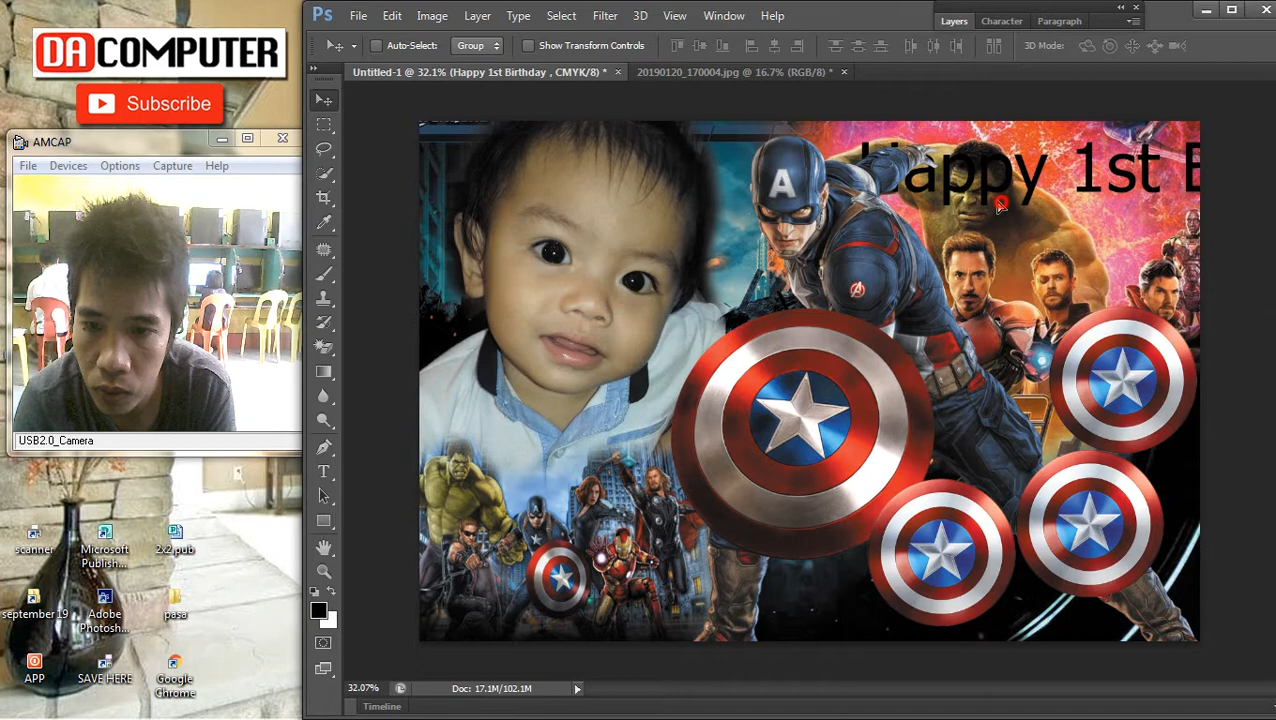 DA COMPUTER
Subscribe
AMCAP
File Devices Options Capture Help
USB2.0_Camera
scanner
Microsoft Publish...
2x2.pub
september 19
Adobe Photosh...
pasa
APP
SAVE HERE
Google Chrome
Ps File Edit Image Layer Type Select Filter 3D View Window Help
Layers Character Paragraph
Auto-Select: Group Show Transform Controls 3D Mode:
Untitled-1 @ 32.1% (Happy 1st Birthday , CMYK/8) * × 20190120_170004.jpg @ 16.7% (RGB/8) * ×
Happy 1st B
A
32.07% Doc: 17.1M/102.1M
Timeline